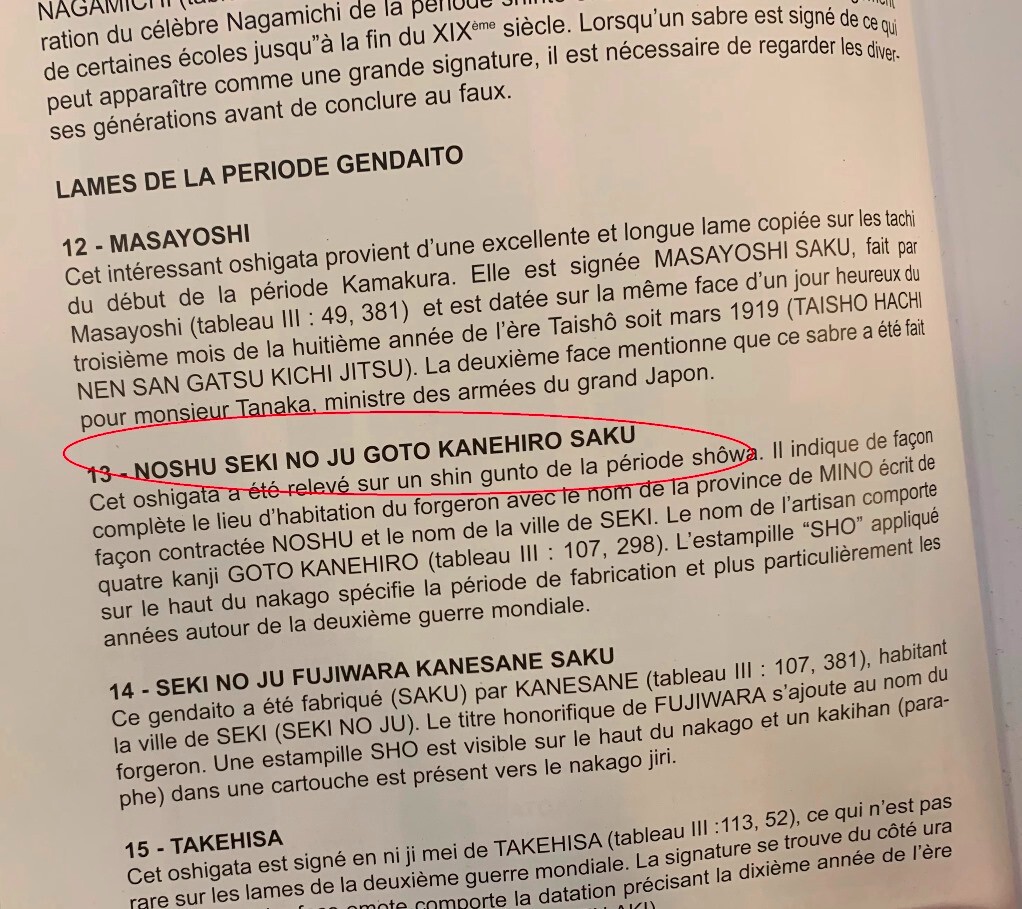 NAGAMICHI
ration du célèbre Nagamichi de la période
de certaines écoles jusqu"à la fin du XIXème siècle. Lorsqu'un sabre est signé de ce qui
peut apparaître comme une grande signature, il est nécessaire de regarder les diver-
ses générations avant de conclure au faux.
LAMES DE LA PERIODE GENDAITO
12 - MASAYOSHI
Cet intéressant oshigata provient d'une excellente et longue lame copiée sur les tachi
du début de la période Kamakura. Elle est signée MASAYOSHI SAKU, fait par
Masayoshi (tableau III : 49, 381) et est datée sur la même face d'un jour heureux du
troisième mois de la huitième année de l'ère Taishô soit mars 1919 (TAISHO HACHI
NEN SAN GATSU KICHI JITSU). La deuxième face mentionne que ce sabre a été fait
pour monsieur Tanaka, ministre des armées du grand Japon.
13 - NOSHU SEKI NO JU GOTO KANEHIRO SAKU
Cet oshigata a été relevé sur un shin gunto de la période shôwa. Il indique de façon
complète le lieu d'habitation du forgeron avec le nom de la province de MINO écrit de
façon contractée NOSHU et le nom de la ville de SEKI. Le nom de l'artisan comporte
quatre kanji GOTO KANEHIRO (tableau III : 107, 298). L'estampille "SHO" appliqué
sur le haut du nakago spécifie la période de fabrication et plus particulièrement les
années autour de la deuxième guerre mondiale.
14 - SEKI NO JU FUJIWARA KANESANE SAKU
Ce gendaito a été fabriqué (SAKU) par KANESANE (tableau III : 107, 381), habitant
la ville de SEKI (SEKI NO JU). Le titre honorifique de FUJIWARA s'ajoute au nom du
forgeron. Une estampille SHO est visible sur le haut du nakago et un kakihan (para-
phe) dans une cartouche est présent vers le nakago jiri.
15 - TAKEHISA
Cet oshigata est signé en ni ji mei de TAKEHISA (tableau III :113, 52), ce qui n'est pas
rare sur les lames de la deuxième guerre mondiale. La signature se trouve du côté ura
omote comporte la datation précisant la dixième année de l'ère